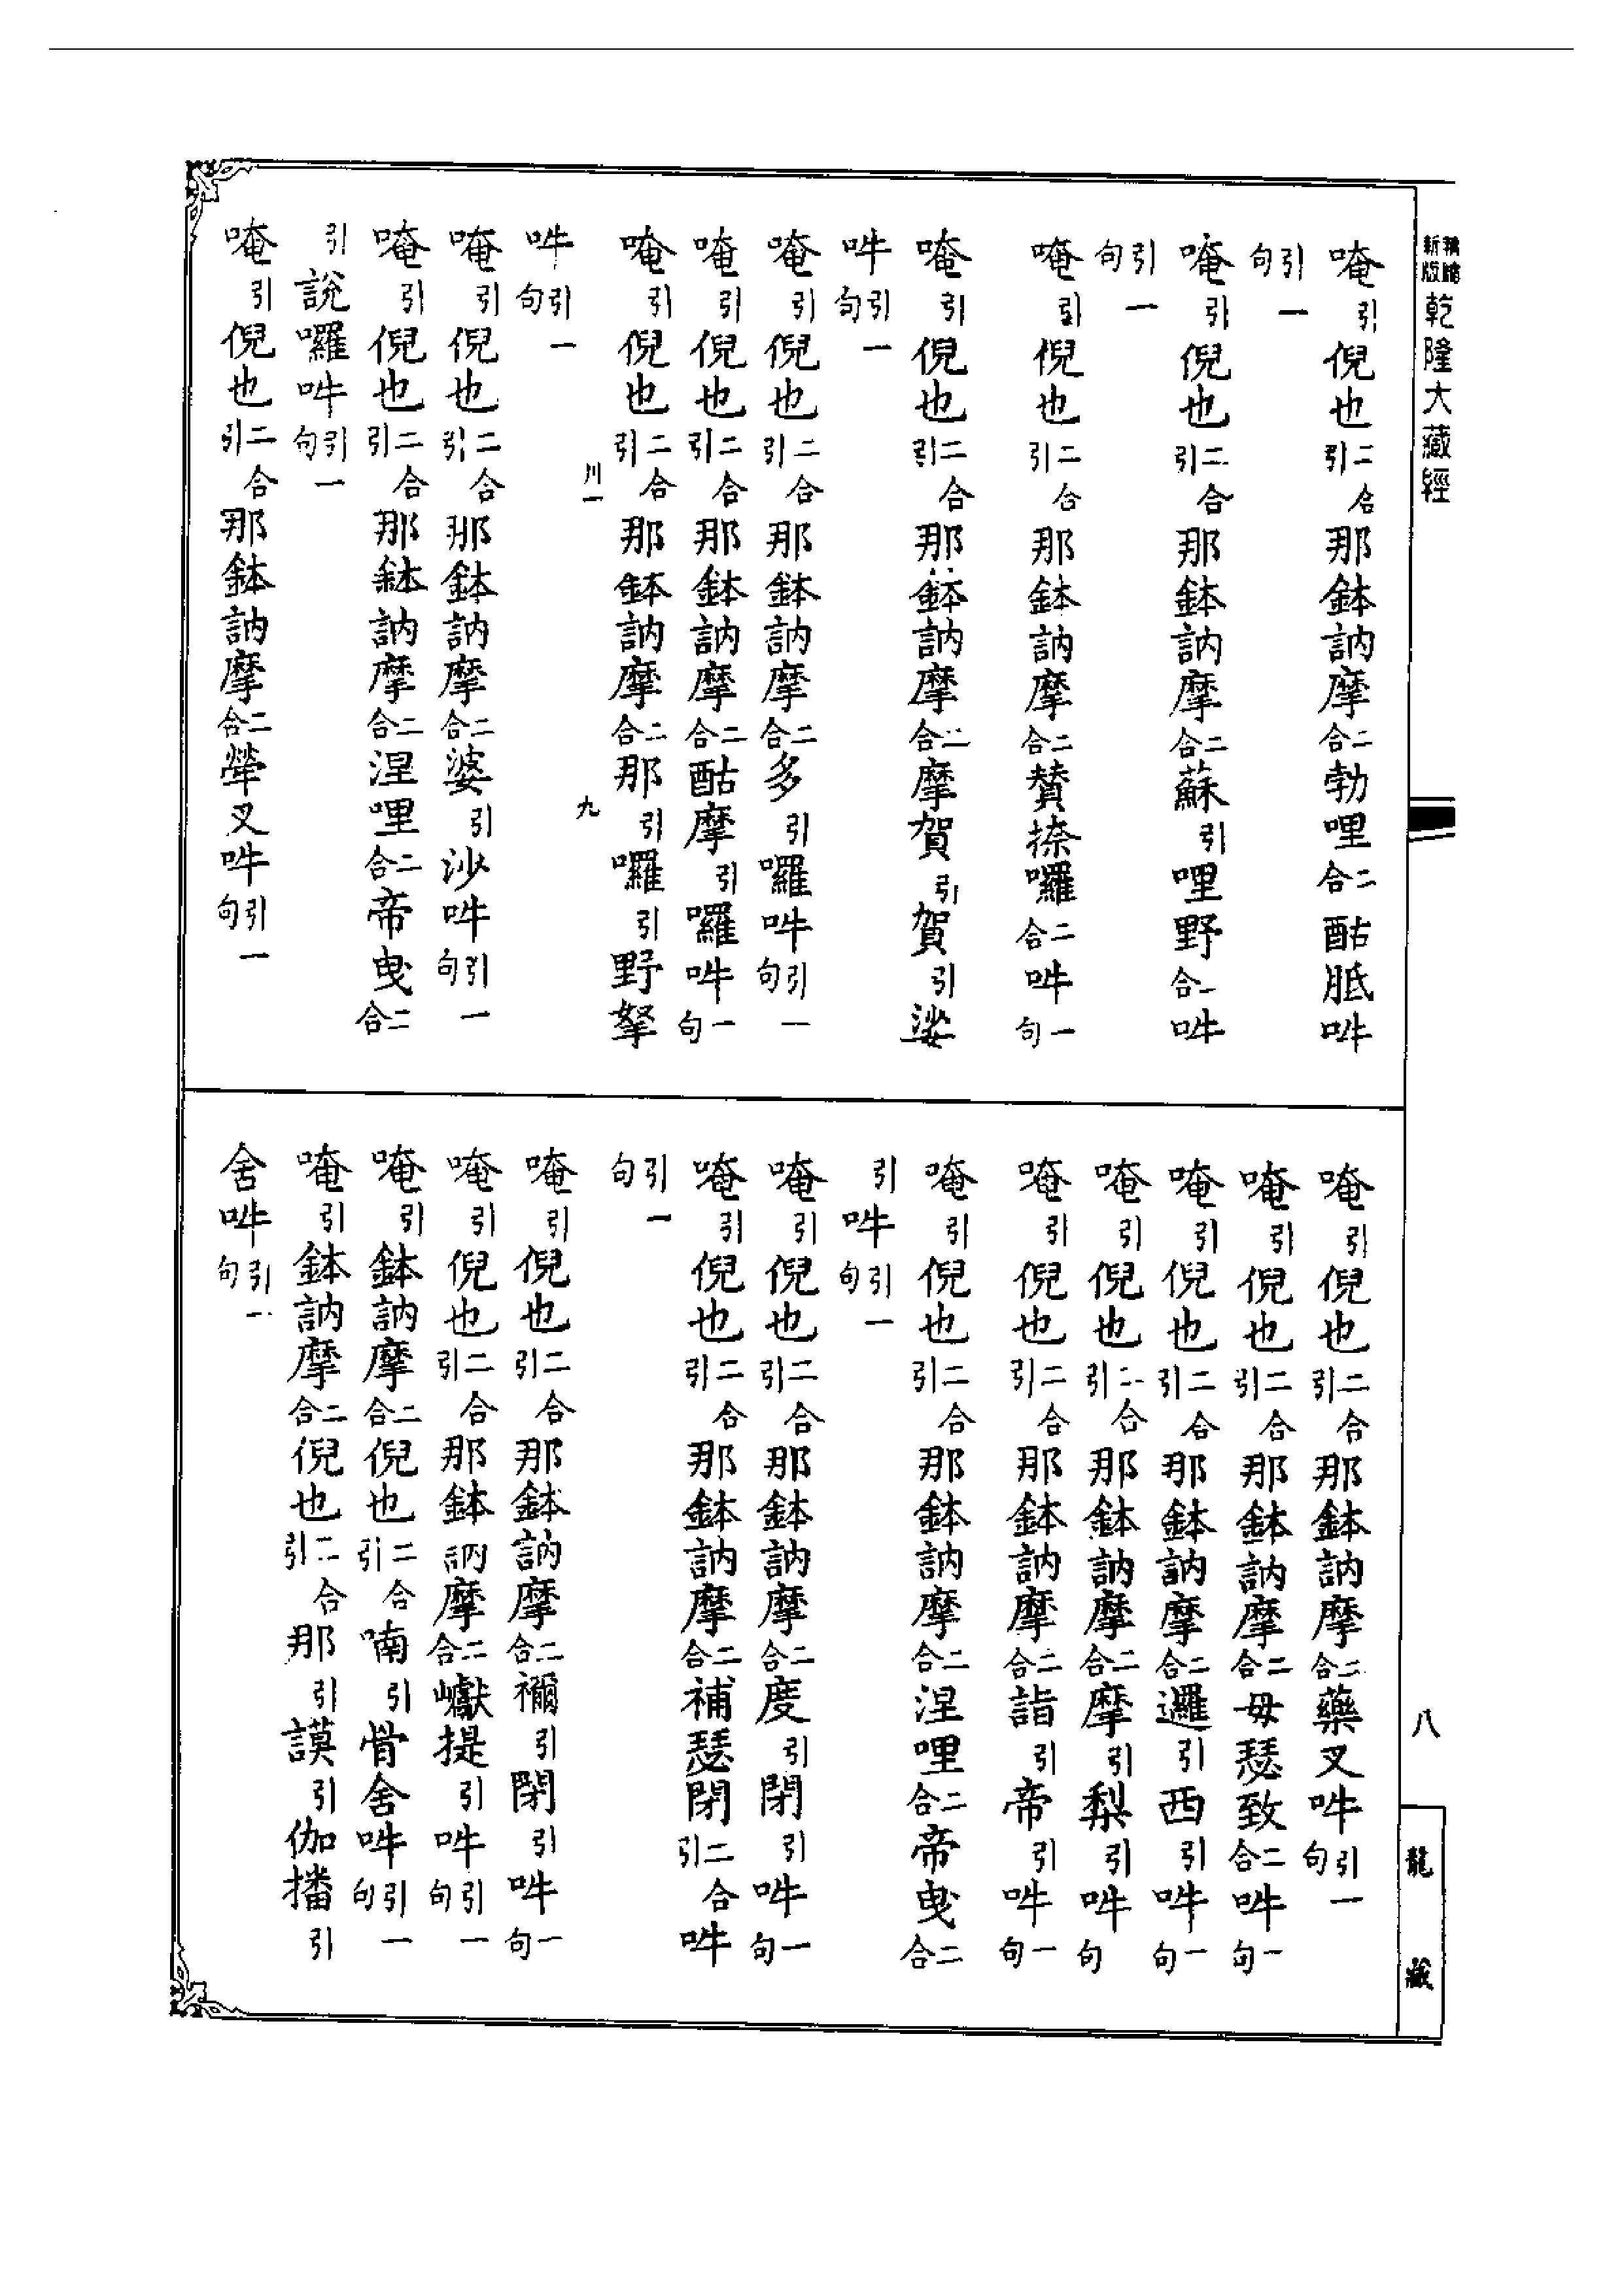 新版
乾隆大藏經
唵引倪也二合引那鉢訥摩二合勃哩二合酤胝吽
引一句
唵引倪也二合引那鉢訥摩二合蘇引哩野二合吽
引一句
唵引倪也二合引那鉢訥摩二合賛捺囉二合吽一句
唵引倪也二合引那鉢訥摩二合摩賀引賀引娑
吽引一句
唵引倪也二合引那鉢訥摩二合多引囉吽引一句
唵引倪也二合引那鉢訥摩二合酤摩引囉吽一句
唵引倪也二合引那鉢訥摩二合那引囉引野拏
川一
九
吽引一句
唵引倪也二合引那鉢訥摩二合婆引沙吽引一句
唵引倪也二合引那鉢訥摩二合涅哩二合帝曳二合
引說囉吽引一句
唵引倪也二合引那鉢訥摩二合犖叉吽引一句
唵引倪也二合引那鉢訥摩二合藥叉吽引一句
唵引倪也二合引那鉢訥摩二合毋瑟致二合吽一句
唵引倪也二合引那鉢訥摩二合邏引西引吽一句
唵引倪也二合引那鉢訥摩二合摩引梨引吽句
唵引倪也二合引那鉢訥摩二合詣引帝引吽一句
唵引倪也二合引那鉢訥摩二合涅哩二合帝曳二合
引吽引一句
唵引倪也二合引那鉢訥摩二合度引閉引吽一句
唵引倪也二合引那鉢訥摩二合補瑟閉二合引吽
引一句
唵引倪也二合引那鉢訥摩二合禰引閉引吽一句
唵引倪也二合引那鉢訥摩二合巘提引吽引一句
唵引鉢訥摩二合倪也二合引喃引骨舍吽引一句
唵引鉢訥摩二合倪也二合引那引謨引伽播引
舍吽引一句
八
龍藏